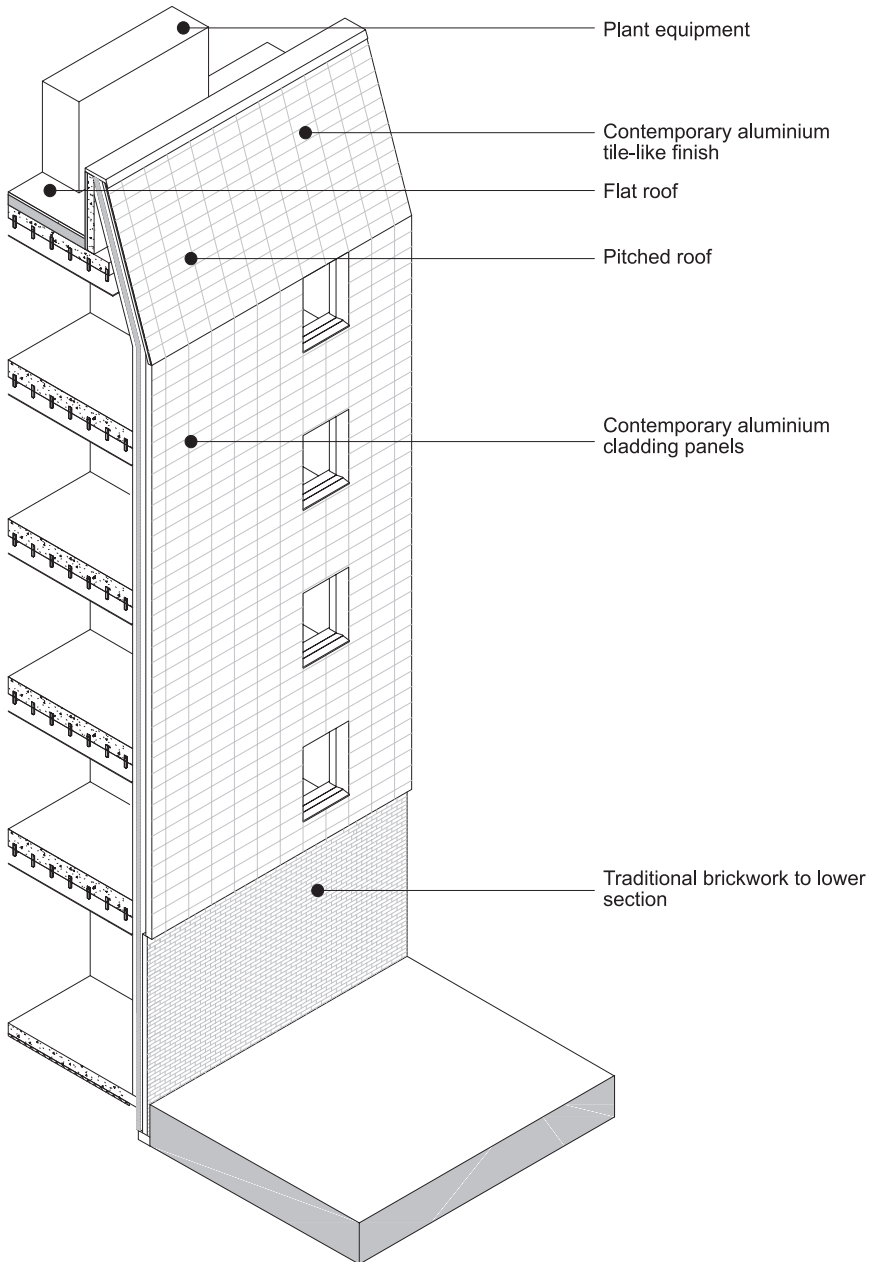 Plant equipment
Contemporary aluminium
tile-like finish
Flat roof
Pitched roof
Contemporary aluminium
cladding panels
Traditional brickwork to lower
section